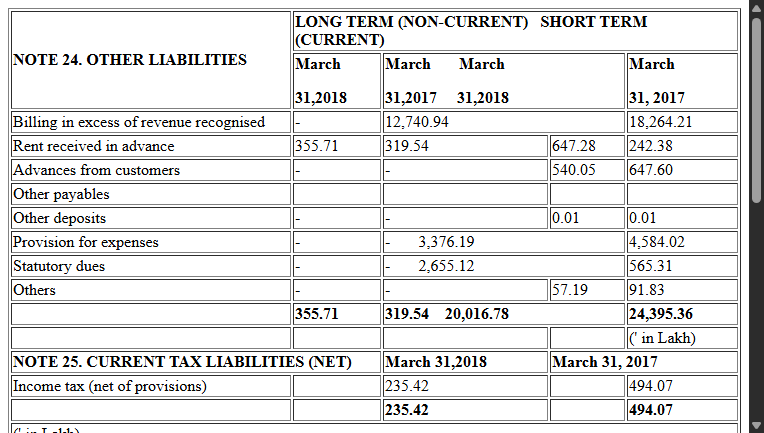 LONG TERM (NON-CURRENT) SHORT TERM
(CURRENT)
NOTE 24. OTHER LIABILITIES
March March March March
31,2018 31,2017 31,2018 31, 2017
Billing in excess of revenue recognised - 12,740.94 18,264.21
Rent received in advance 355.71 319.54 647.28 242.38
Advances from customers - - 540.05 647.60
Other payables
Other deposits - - 0.01 0.01
Provision for expenses - - 3,376.19 4,584.02
Statutory dues - - 2,655.12 565.31
Others - - 57.19 91.83
355.71 319.54 20,016.78 24,395.36
(' in Lakh)
NOTE 25. CURRENT TAX LIABILITIES (NET) March 31,2018 March 31, 2017
Income tax (net of provisions) 235.42 494.07
235.42 494.07
(' in Lakh)